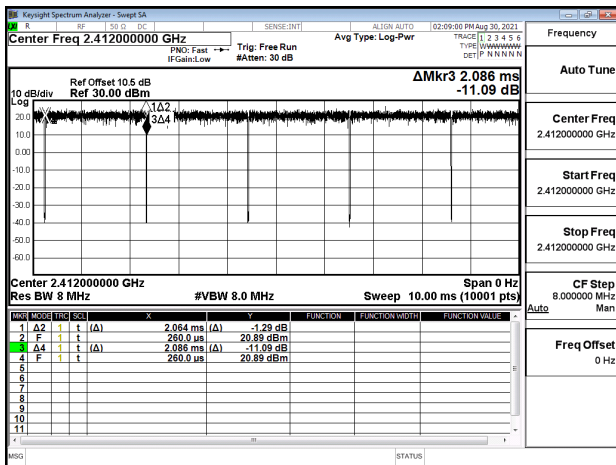 Keysight Spectrum Analyzer - Swept SA
R RF 50 Ω DC SENSE:INT ALIGN AUTO 02:09:00 PM Aug 30, 2021
Center Freq 2.412000000 GHz
PNO: Fast
IFGain:Low
Trig: Free Run
#Atten: 30 dB
Avg Type: Log-Pwr
TRACE 1 2 3 4 5 6
TYPE WWWWWW
DET P N N N N N
Ref Offset 10.5 dB
Ref 30.00 dBm
10 dB/div
Log
ΔMkr3 2.086 ms
-11.09 dB
1Δ2
3Δ4
20.0
10.0
0.00
-10.0
-20.0
-30.0
-40.0
-50.0
-60.0
Center 2.412000000 GHz Span 0 Hz
Res BW 8 MHz #VBW 8.0 MHz Sweep 10.00 ms (10001 pts)
MKR MODE TRC SCL X Y FUNCTION FUNCTION WIDTH FUNCTION VALUE
1 Δ2 1 t (Δ) 2.064 ms (Δ) -1.29 dB
2 F 1 t 260.0 µs 20.89 dBm
3 Δ4 1 t (Δ) 2.086 ms (Δ) -11.09 dB
4 F 1 t 260.0 µs 20.89 dBm
5
6
7
8
9
10
11
MSG STATUS
Frequency
Auto Tune
Center Freq
2.412000000 GHz
Start Freq
2.412000000 GHz
Stop Freq
2.412000000 GHz
CF Step
8.000000 MHz
Auto Man
Freq Offset
0 Hz